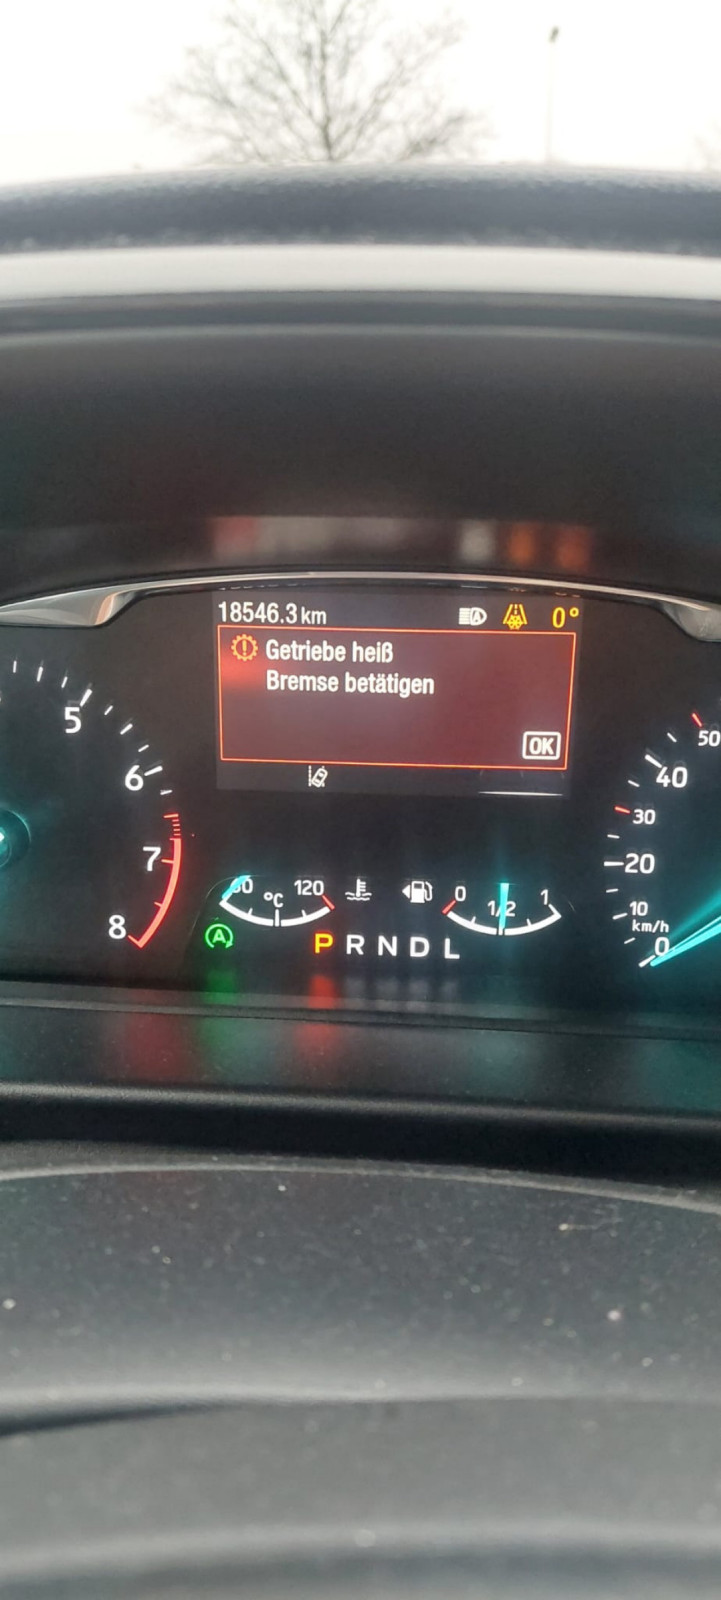 18546.3 km 0°
Getriebe heiß
Bremse betätigen
OK
5
6
7
8
120
°C
0 1/2 1
A
P R N D L
50
40
30
20
10
km/h
0